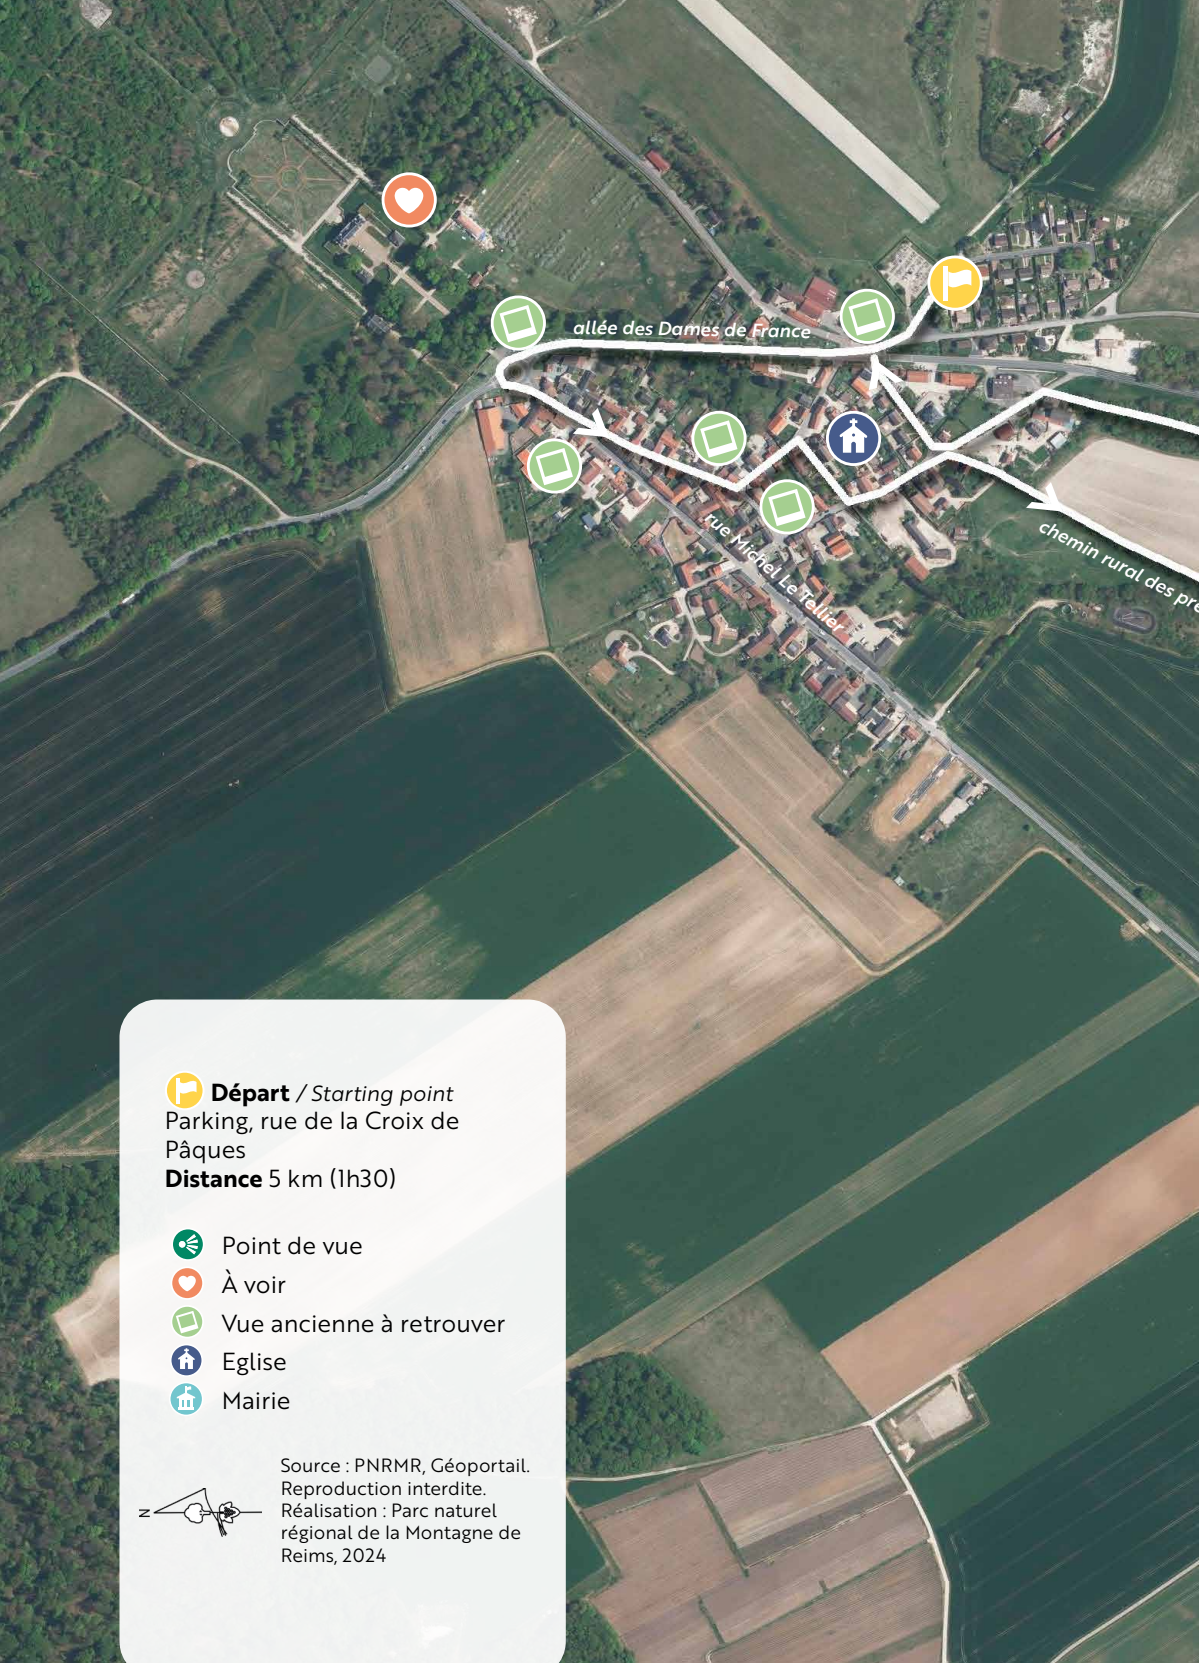 allée des Dames de France
rue Michel Le Tellier
chemin rural des pré
Départ / Starting point
Parking, rue de la Croix de
Pâques
Distance 5 km (1h30)
Point de vue
À voir
Vue ancienne à retrouver
Eglise
Mairie
N
Source : PNRMR, Géoportail.
Reproduction interdite.
Réalisation : Parc naturel
régional de la Montagne de
Reims, 2024